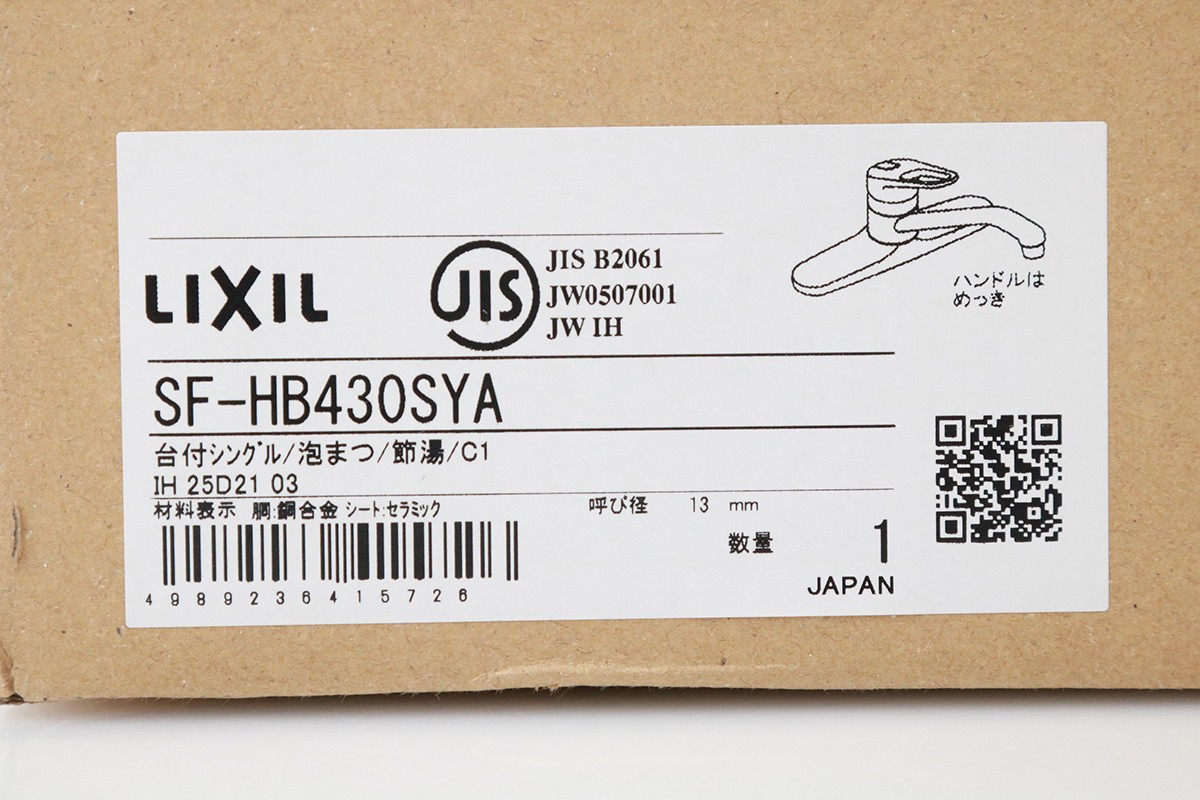 LIXIL
JIS
JIS B2061
JW0507001
JW IH
ハンドルは
めっき
SF-HB430SYA
台付シングル/泡まつ/節湯/C1
IH 25D21 03
材料表示 胴:銅合金 シート:セラミック
呼び径 13 mm
数量 1
JAPAN
4989236415726